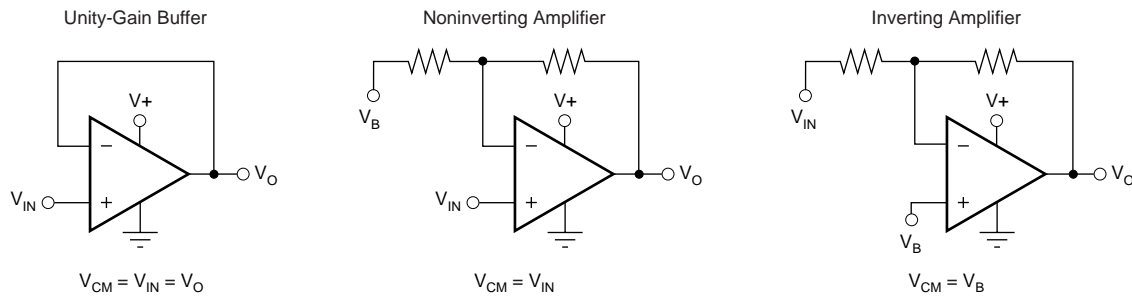 Unity-Gain Buffer
V+
−
V_IN
+
V_O
V_CM = V_IN = V_O
Noninverting Amplifier
V_B
V+
−
V_IN
+
V_O
V_CM = V_IN
Inverting Amplifier
V_IN
V+
−
+
V_B
V_O
V_CM = V_B